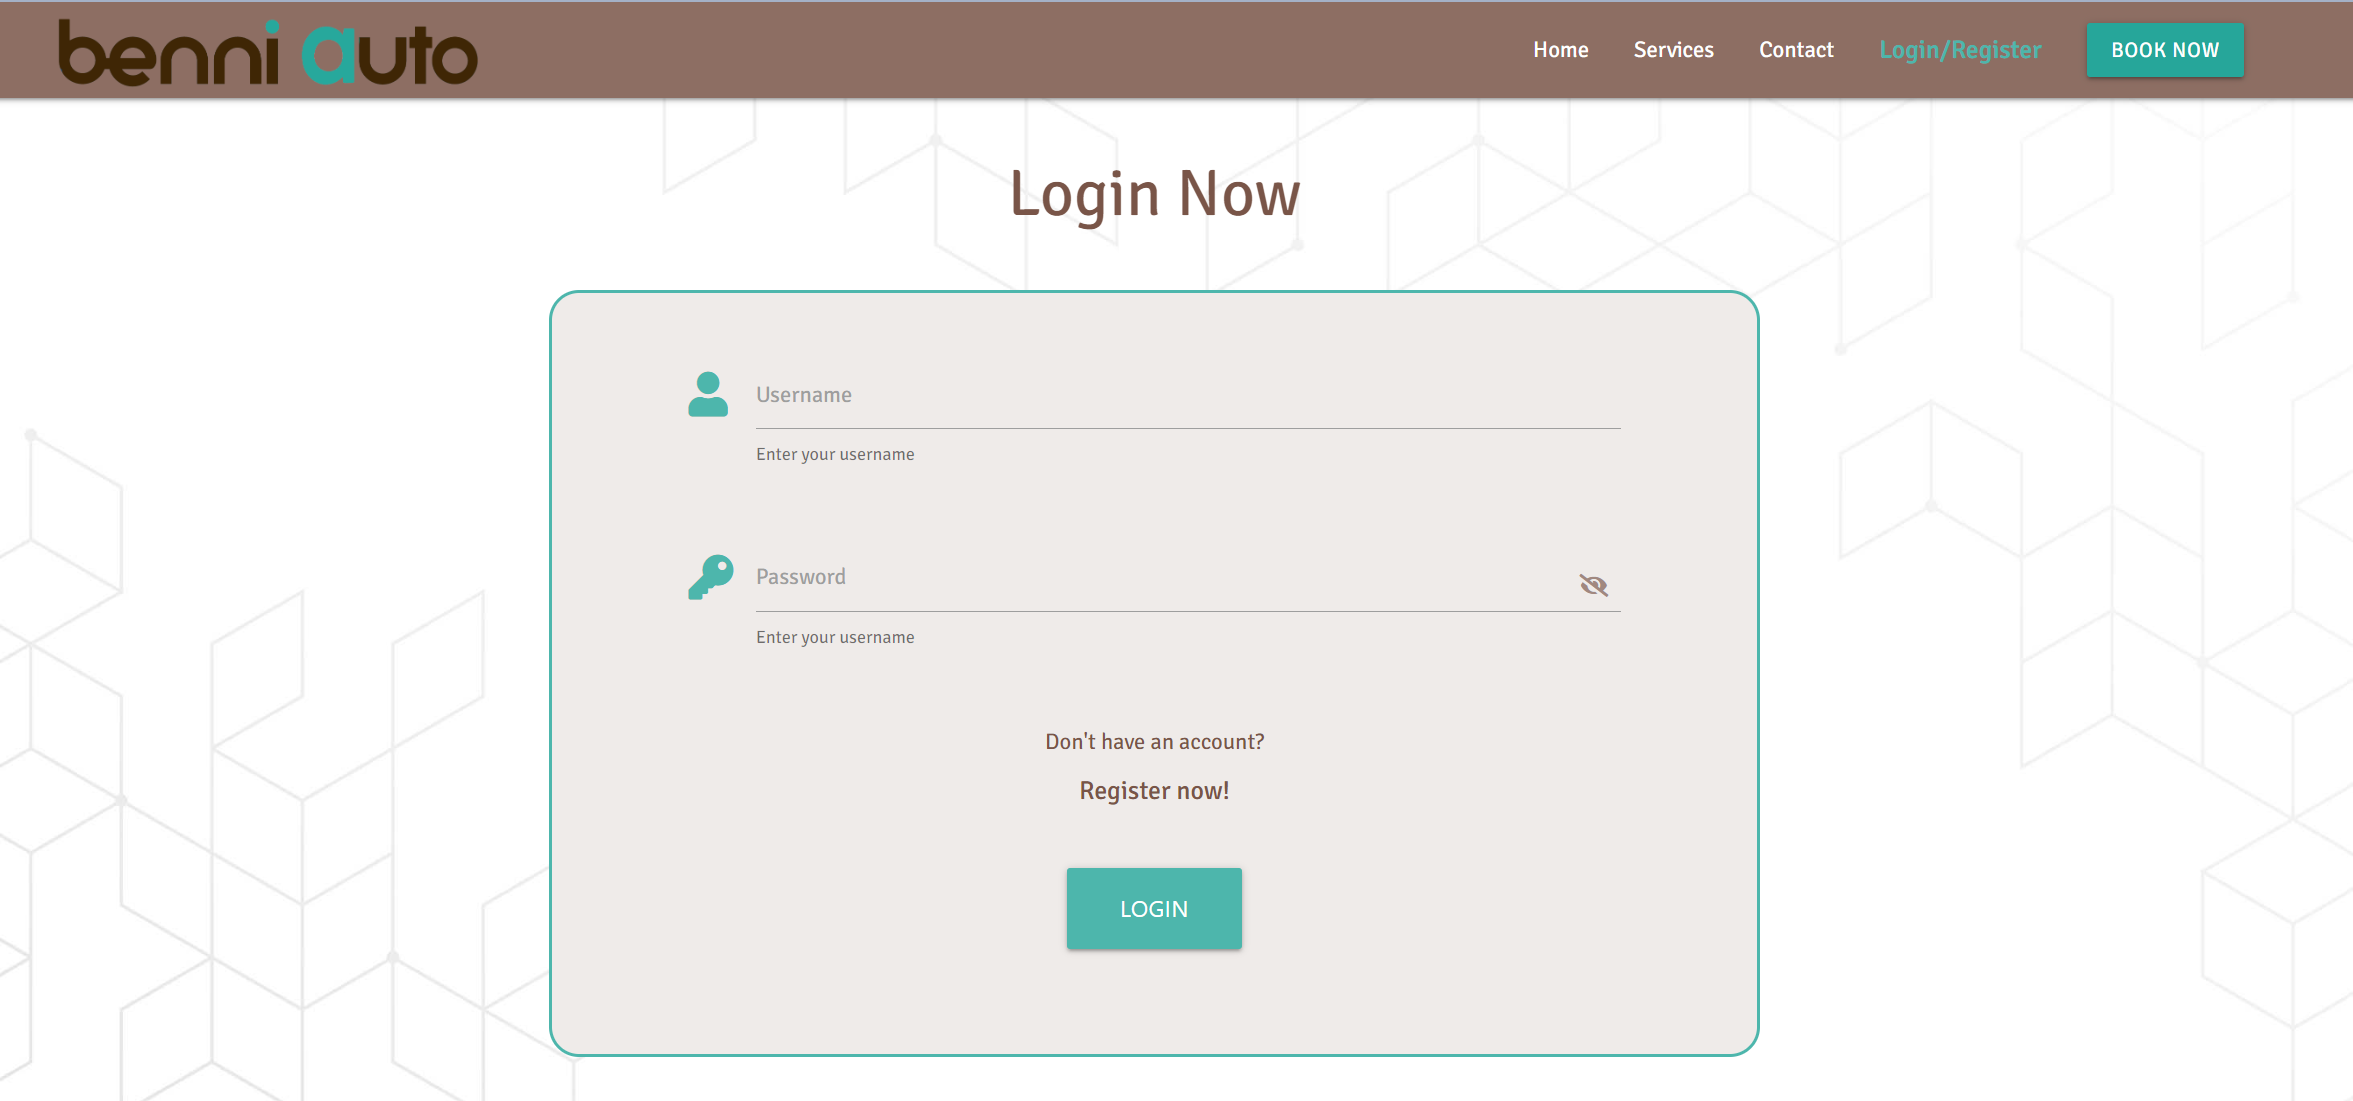 benni auto
Home Services Contact Login/Register BOOK NOW
Login Now
Username
Enter your username
Password
Enter your username
Don't have an account?
Register now!
LOGIN